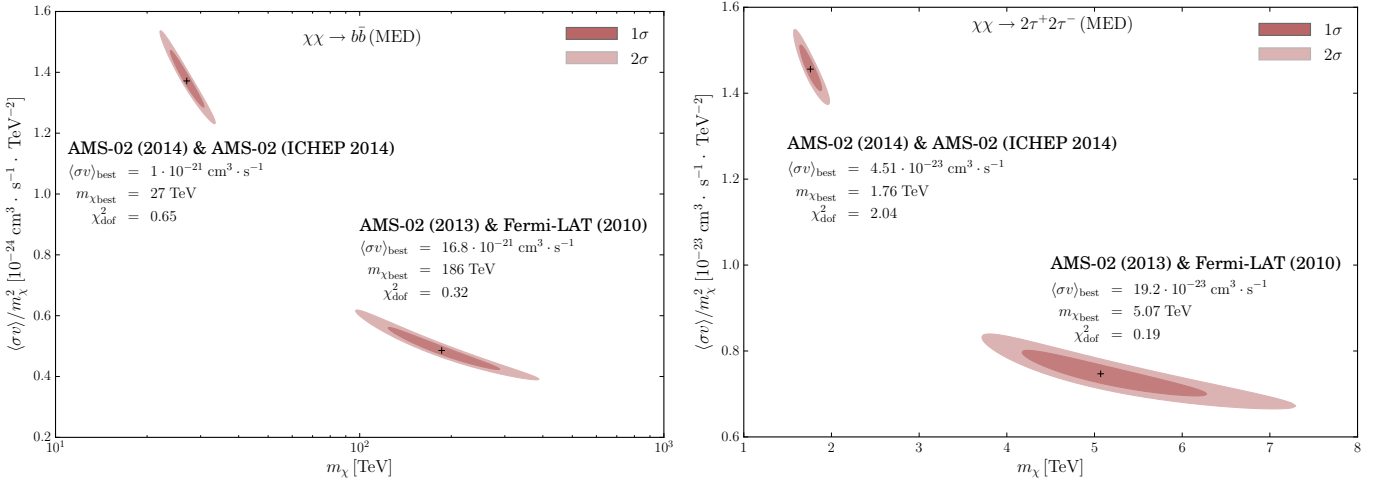 χχ → bb̄ (MED)
1σ
2σ
AMS-02 (2014) & AMS-02 (ICHEP 2014)
⟨σv⟩best = 1 · 10⁻²¹ cm³ · s⁻¹
mχbest = 27 TeV
χ²dof = 0.65
AMS-02 (2013) & Fermi-LAT (2010)
⟨σv⟩best = 16.8 · 10⁻²¹ cm³ · s⁻¹
mχbest = 186 TeV
χ²dof = 0.32
⟨σv⟩/m²χ [10⁻²⁴ cm³ · s⁻¹ · TeV⁻²]
1.6
1.4
1.2
1.0
0.8
0.6
0.4
0.2
10¹ 10² 10³
mχ [TeV]
χχ → 2τ⁺2τ⁻ (MED)
1σ
2σ
AMS-02 (2014) & AMS-02 (ICHEP 2014)
⟨σv⟩best = 4.51 · 10⁻²³ cm³ · s⁻¹
mχbest = 1.76 TeV
χ²dof = 2.04
AMS-02 (2013) & Fermi-LAT (2010)
⟨σv⟩best = 19.2 · 10⁻²³ cm³ · s⁻¹
mχbest = 5.07 TeV
χ²dof = 0.19
⟨σv⟩/m²χ [10⁻²³ cm³ · s⁻¹ · TeV⁻²]
1.6
1.4
1.2
1.0
0.8
0.6
1 2 3 4 5 6 7 8
mχ [TeV]